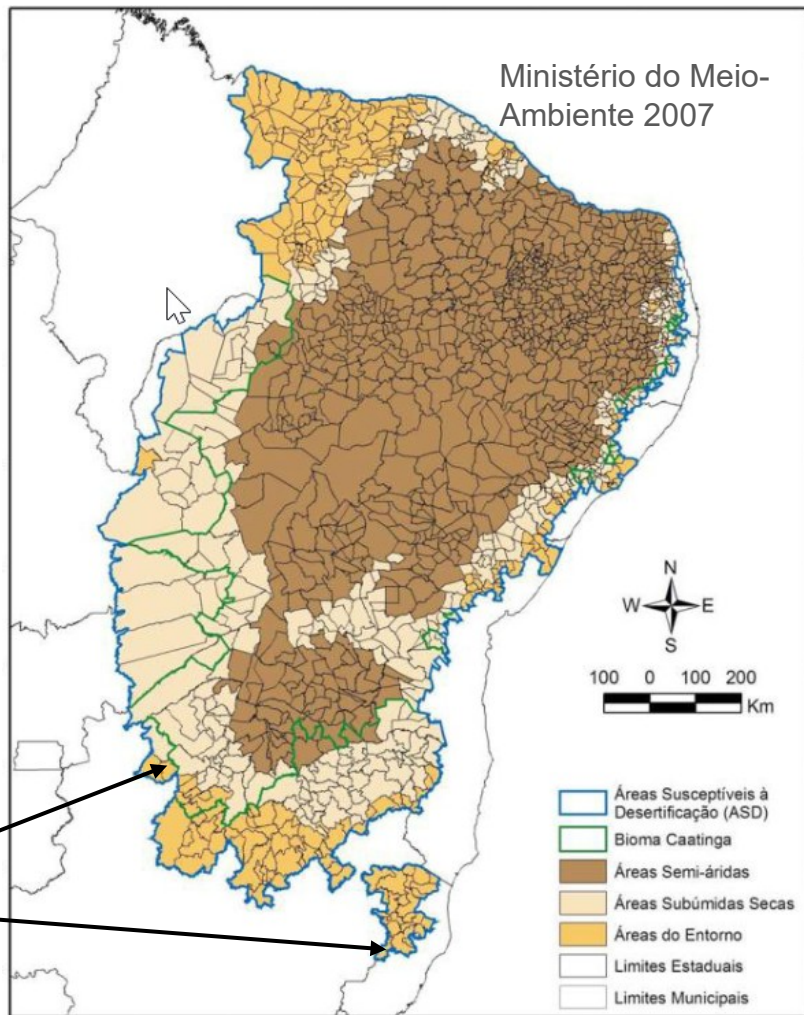 Ministério do Meio-
Ambiente 2007
N
W
E
S
100 0 100 200
Km
Áreas Susceptíveis à
Desertificação (ASD)
Bioma Caatinga
Áreas Semi-áridas
Áreas Subúmidas Secas
Áreas do Entorno
Limites Estaduais
Limites Municipais